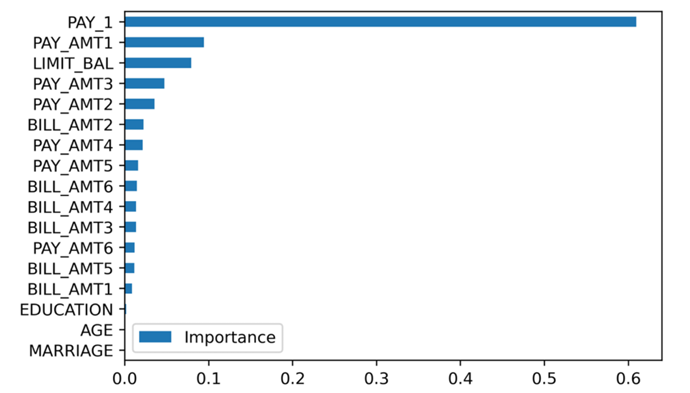 PAY_1
PAY_AMT1
LIMIT_BAL
PAY_AMT3
PAY_AMT2
BILL_AMT2
PAY_AMT4
PAY_AMT5
BILL_AMT6
BILL_AMT4
BILL_AMT3
PAY_AMT6
BILL_AMT5
BILL_AMT1
EDUCATION
AGE
MARRIAGE
Importance
0.0 0.1 0.2 0.3 0.4 0.5 0.6